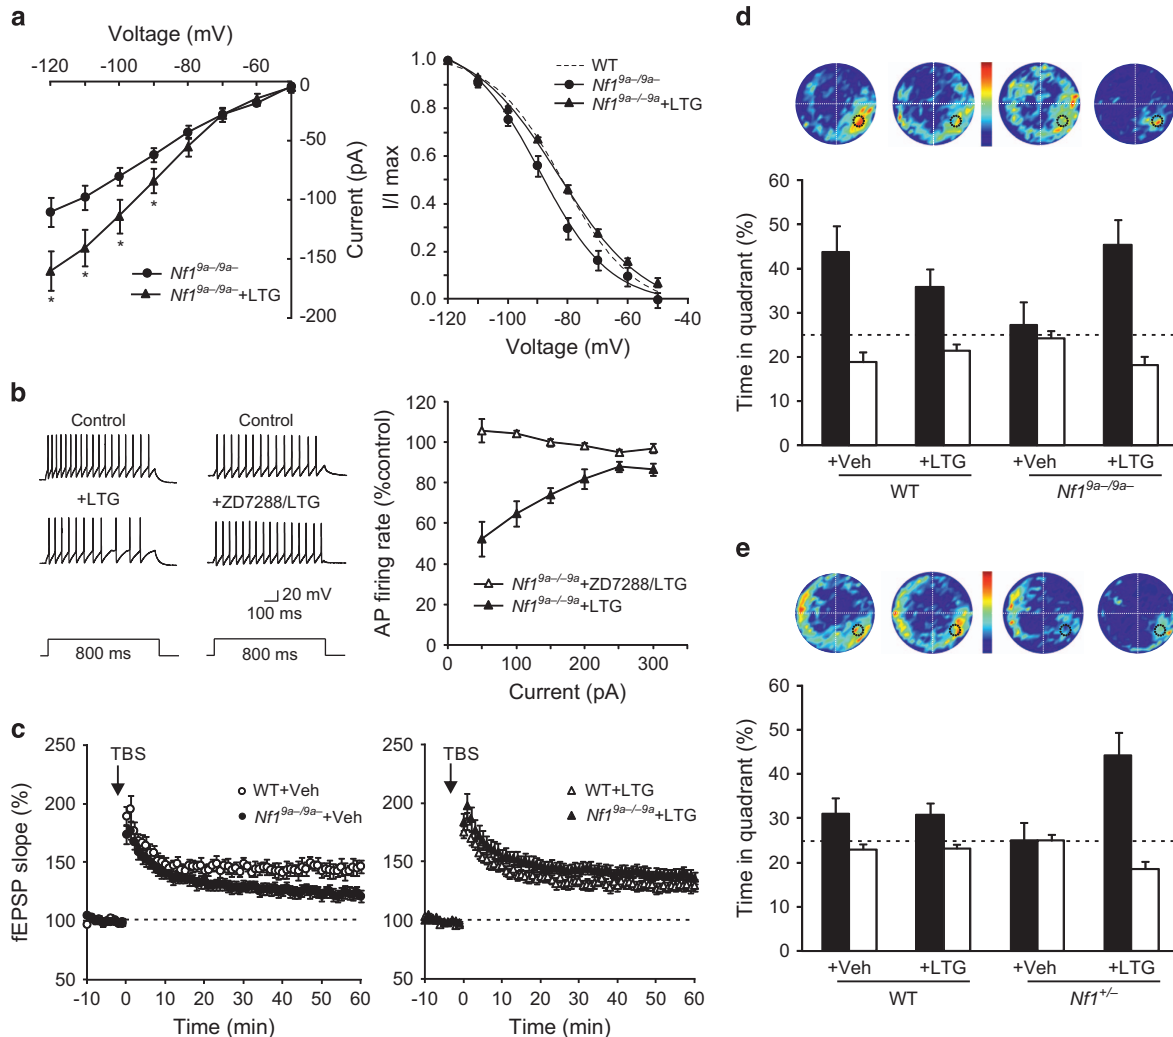 a
Voltage (mV)
-120 -100 -80 -60
0
-50
-100
-150
-200
Current (pA)
* * * *
Nf1^9a–/9a–
Nf1^9a–/9a–+LTG
1.0
0.8
0.6
0.4
0.2
0.0
I/I max
-120 -100 -80 -60 -40
Voltage (mV)
WT
Nf1^9a–/9a–
Nf1^9a–/–9a+LTG
b
Control Control
+LTG +ZD7288/LTG
20 mV
100 ms
800 ms 800 ms
120
100
80
60
40
20
0
AP firing rate (%control)
Nf1^9a–/–9a+ZD7288/LTG
Nf1^9a–/–9a+LTG
0 100 200 300
Current (pA)
c
250
200
150
100
50
fEPSP slope (%)
TBS
WT+Veh
Nf1^9a–/9a–+Veh
-10 0 10 20 30 40 50 60
Time (min)
250
200
150
100
50
TBS
WT+LTG
Nf1^9a–/–9a+LTG
-10 0 10 20 30 40 50 60
Time (min)
d
60
50
40
30
20
10
0
Time in quadrant (%)
+Veh +LTG +Veh +LTG
WT Nf1^9a–/9a–
e
60
50
40
30
20
10
0
Time in quadrant (%)
+Veh +LTG +Veh +LTG
WT Nf1^+/–